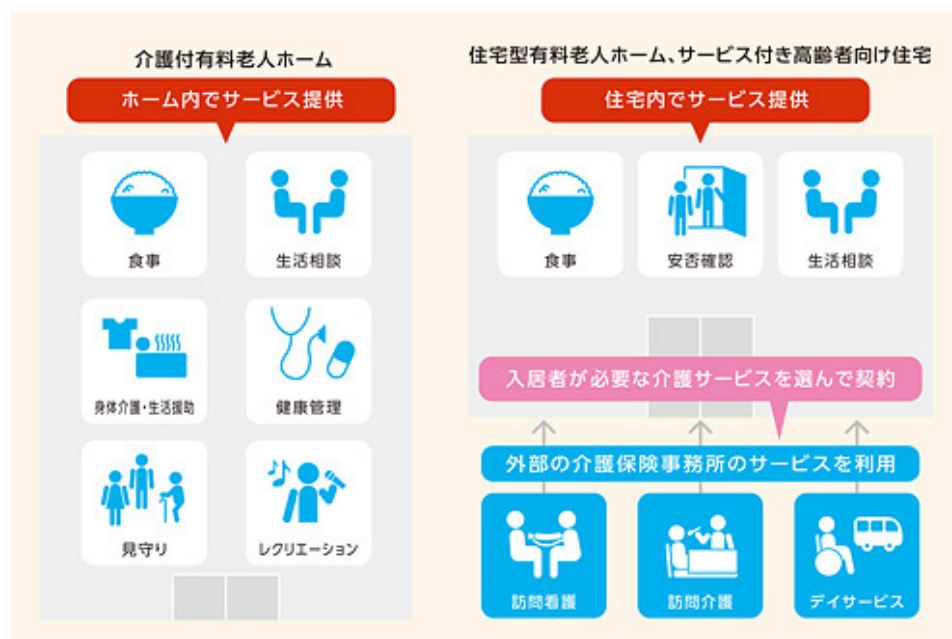 介護付有料老人ホーム
ホーム内でサービス提供
食事
生活相談
身体介護・生活援助
健康管理
見守り
レクリエーション
住宅型有料老人ホーム、サービス付き高齢者向け住宅
住宅内でサービス提供
食事
安否確認
生活相談
入居者が必要な介護サービスを選んで契約
外部の介護保険事務所のサービスを利用
訪問看護
訪問介護
デイサービス